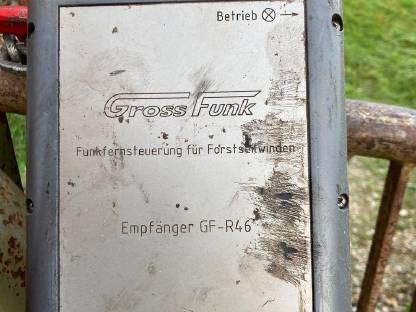 Betrieb ⊗→
Gross Funk
Funkfernsteuerung für Forstseilwinden
Empfänger GF-R46